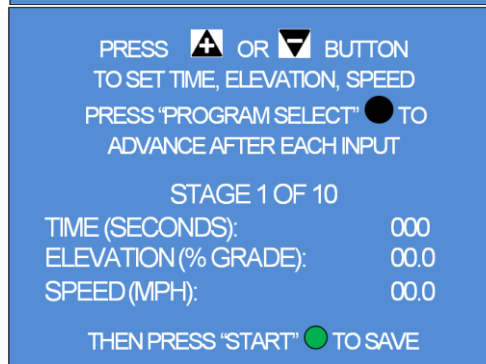 PRESS + OR - BUTTON
TO SET TIME, ELEVATION, SPEED
PRESS "PROGRAM SELECT" TO
ADVANCE AFTER EACH INPUT
STAGE 1 OF 10
TIME (SECONDS): 000
ELEVATION (% GRADE): 00.0
SPEED (MPH): 00.0
THEN PRESS "START" TO SAVE